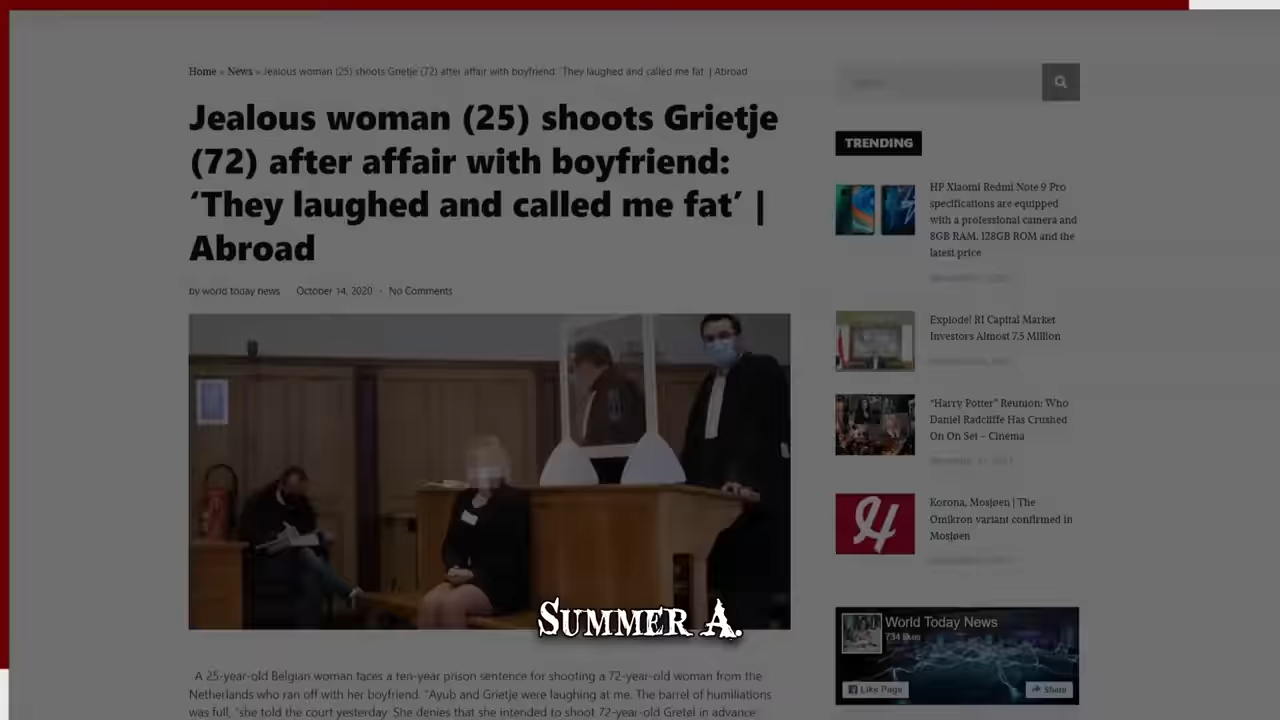 Home » News » Jealous woman (25) shoots Grietje (72) after affair with boyfriend: 'They laughed and called me fat' | Abroad
Jealous woman (25) shoots Grietje
(72) after affair with boyfriend:
‘They laughed and called me fat’ |
Abroad
by world today news October 14, 2020 - No Comments
SUMMER A.
A 25-year-old Belgian woman faces a ten-year prison sentence for shooting a 72-year-old woman from the
Netherlands who ran off with her boyfriend. "Ayub and Grietje were laughing at me. The barrel of humiliations
was full, "she told the court yesterday. She denies that she intended to shoot 72-year-old Gretel in advance
TRENDING
HP Xiaomi Redmi Note 9 Pro
specifications are equipped
with a professional camera and
8GB RAM, 128GB ROM and the
latest price
Explode! RI Capital Market
Investors Almost 7.5 Million
“Harry Potter” Reunion: Who
Daniel Radcliffe Has Crushed
On On Set – Cinema
Korona, Mosjøen | The
Omikron variant confirmed in
Mosjøen
World Today News
734 likes
Like Page
Share